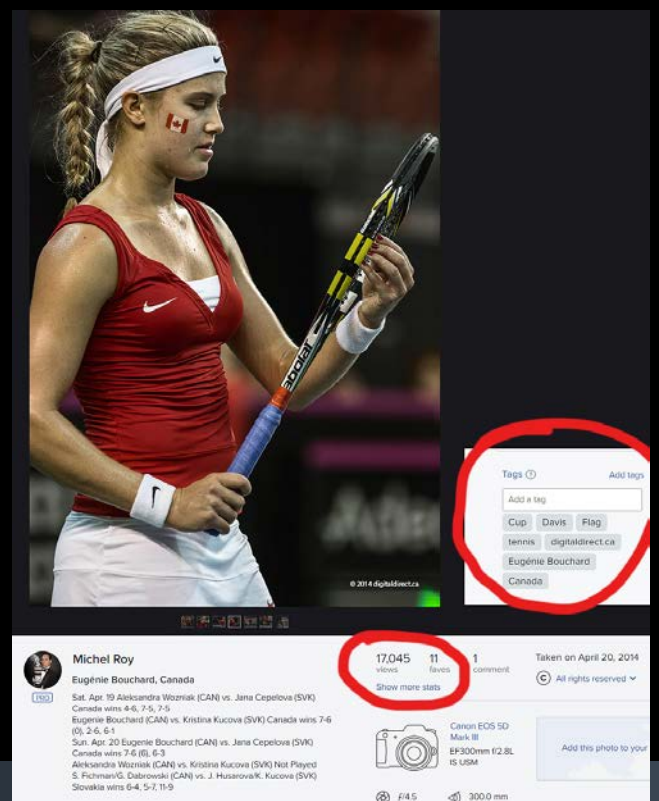 Babolat
Aded
© 2014 digitaldirect.ca
Tags ? Add tags
Add a tag
Cup Davis Flag
tennis digitaldirect.ca
Eugénie Bouchard
Canada
Michel Roy
PRO
Eugénie Bouchard, Canada
Sat. Apr. 19 Aleksandra Wozniak (CAN) vs. Jana Cepelova (SVK)
Canada wins 4-6, 7-5, 7-5
Eugenie Bouchard (CAN) vs. Kristina Kucova (SVK) Canada wins 7-6
(0), 2-6, 6-1
Sun. Apr. 20 Eugenie Bouchard (CAN) vs. Jana Cepelova (SVK)
Canada wins 7-6 (6), 6-3
Aleksandra Wozniak (CAN) vs. Kristina Kucova (SVK) Not Played
S. Fichman/G. Dabrowski (CAN) vs. J. Husarova/K. Kucova (SVK)
Slovakia wins 6-4, 5-7, 11-9
17,045 11 1
views faves comment
Show more stats
Taken on April 20, 2014
© All rights reserved
Canon EOS 5D
Mark III
EF300mm f/2.8L
IS USM
Add this photo to your
f/4.5 300.0 mm